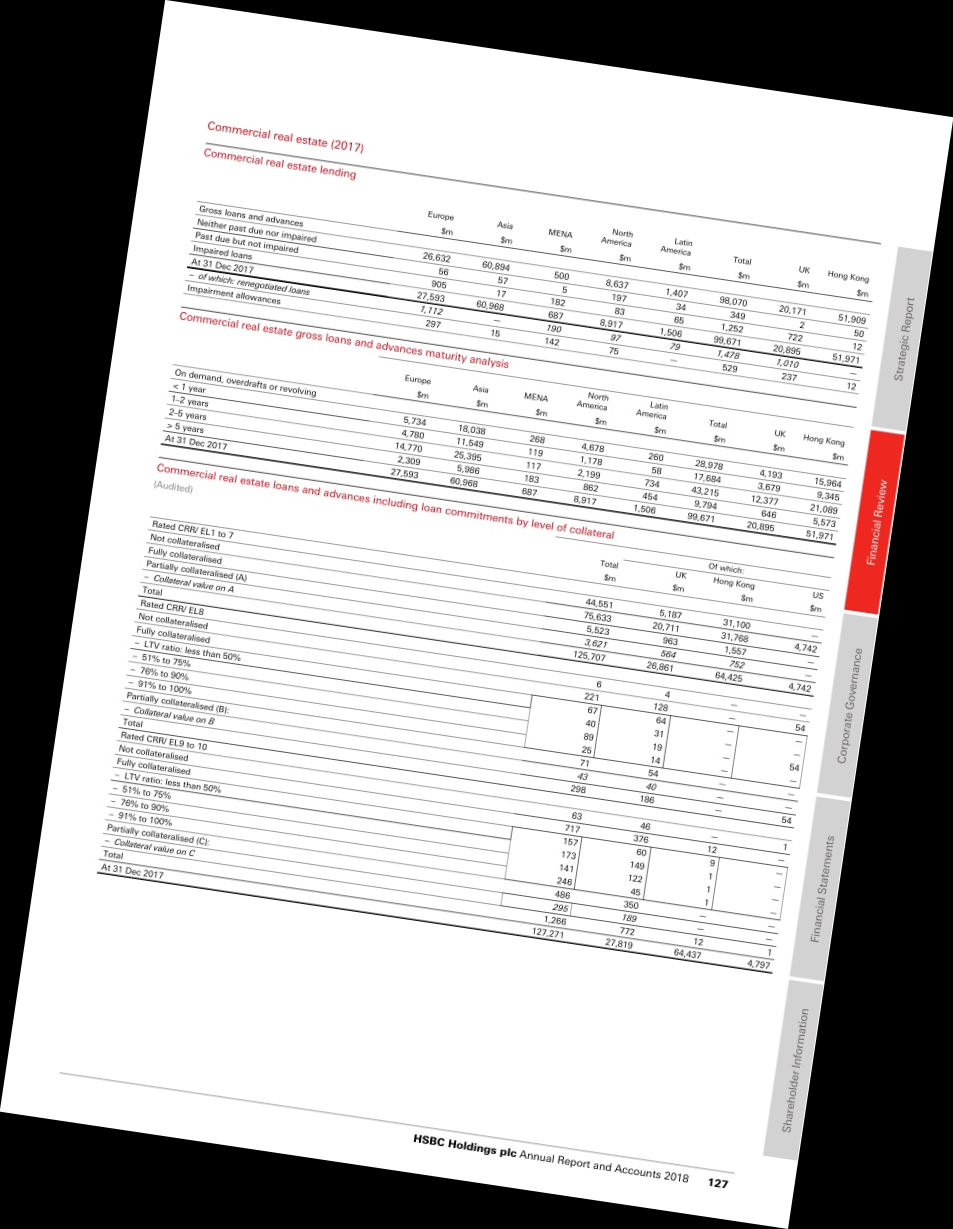 Commercial real estate (2017)
Commercial real estate lending
Europe Asia MENA North America Latin America Total UK Hong Kong
$m $m $m $m $m $m $m $m
Gross loans and advances
Neither past due nor impaired 26,632 60,894 500 8,637 1,407 98,070 20,171 51,909
Past due but not impaired 56 57 5 197 34 349 2 50
Impaired loans 905 17 182 83 65 1,252 722 12
At 31 Dec 2017 27,593 60,968 687 8,917 1,506 99,671 20,895 51,971
– of which: renegotiated loans 1,112 — 190 97 79 1,478 1,010 —
Impairment allowances 297 15 142 75 — 529 237 12
Commercial real estate gross loans and advances maturity analysis
Europe Asia MENA North America Latin America Total UK Hong Kong
$m $m $m $m $m $m $m $m
On demand, overdrafts or revolving
< 1 year 5,734 18,038 268 4,678 260 28,978 4,193 15,964
1–2 years 4,780 11,549 119 1,178 58 17,684 3,679 9,345
2–5 years 14,770 25,395 117 2,199 734 43,215 12,377 21,089
> 5 years 2,309 5,986 183 862 454 9,794 646 5,573
At 31 Dec 2017 27,593 60,968 687 8,917 1,506 99,671 20,895 51,971
Commercial real estate loans and advances including loan commitments by level of collateral
(Audited)
Of which:
Total UK Hong Kong US
$m $m $m $m
Rated CRR/ EL1 to 7
Not collateralised 44,551 5,187 31,100 —
Fully collateralised 75,633 20,711 31,768 4,742
Partially collateralised (A) 5,523 963 1,557 —
– Collateral value on A 3,621 564 752 —
Total 125,707 26,861 64,425 4,742
Rated CRR/ EL8
Not collateralised 6 4 — —
Fully collateralised 221 128 — 54
– LTV ratio: less than 50% 67 64 — —
– 51% to 75% 40 31 — —
– 76% to 90% 89 19 — 54
– 91% to 100% 25 14 — —
Partially collateralised (B): 71 54 — —
– Collateral value on B 43 40 — —
Total 298 186 — 54
Rated CRR/ EL9 to 10
Not collateralised 63 46 — 1
Fully collateralised 717 376 12 —
– LTV ratio: less than 50% 157 60 9 —
– 51% to 75% 173 149 1 —
– 76% to 90% 141 122 1 —
– 91% to 100% 246 45 1 —
Partially collateralised (C): 486 350 — —
– Collateral value on C 295 189 — —
Total 1,266 772 12 1
At 31 Dec 2017 127,271 27,819 64,437 4,797
Strategic Report
Financial Review
Corporate Governance
Financial Statements
Shareholder Information
HSBC Holdings plc Annual Report and Accounts 2018 127